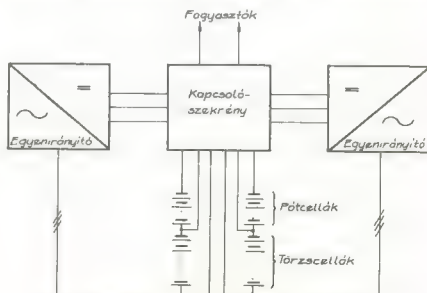 Fogyasztók
Kapcsoló-
szekrény
Egyenirányító
Egyenirányító
Pótcellák
Törzscellák